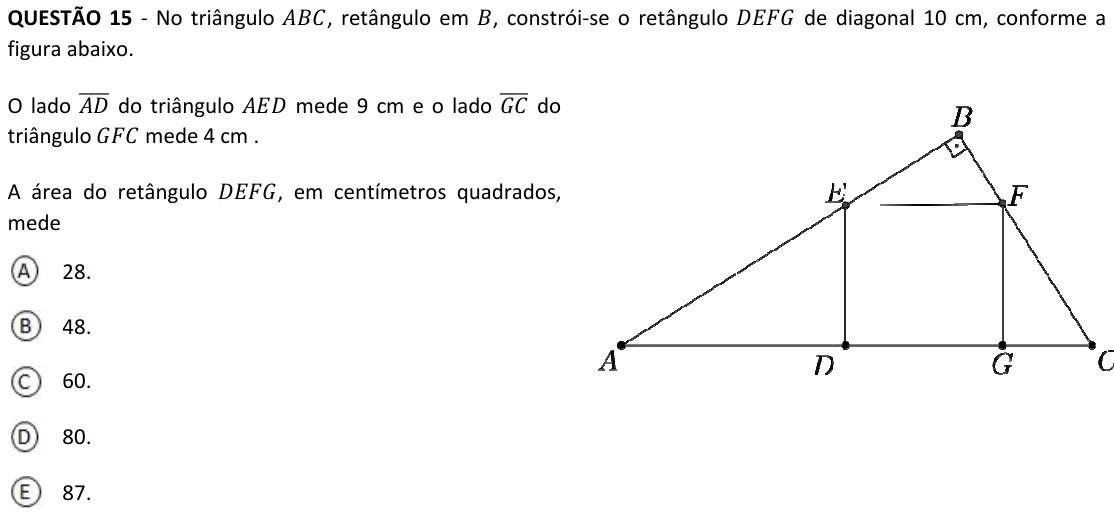 QUESTÃO 15 - No triângulo ABC, retângulo em B, constrói-se o retângulo DEFG de diagonal 10 cm, conforme a
figura abaixo.
O lado A͞D͞ do triângulo AED mede 9 cm e o lado G͞C͞ do
triângulo GFC mede 4 cm .
A área do retângulo DEFG, em centímetros quadrados,
mede
A 28.
B 48.
C 60.
D 80.
E 87.
B
E
F
A
D
G
C